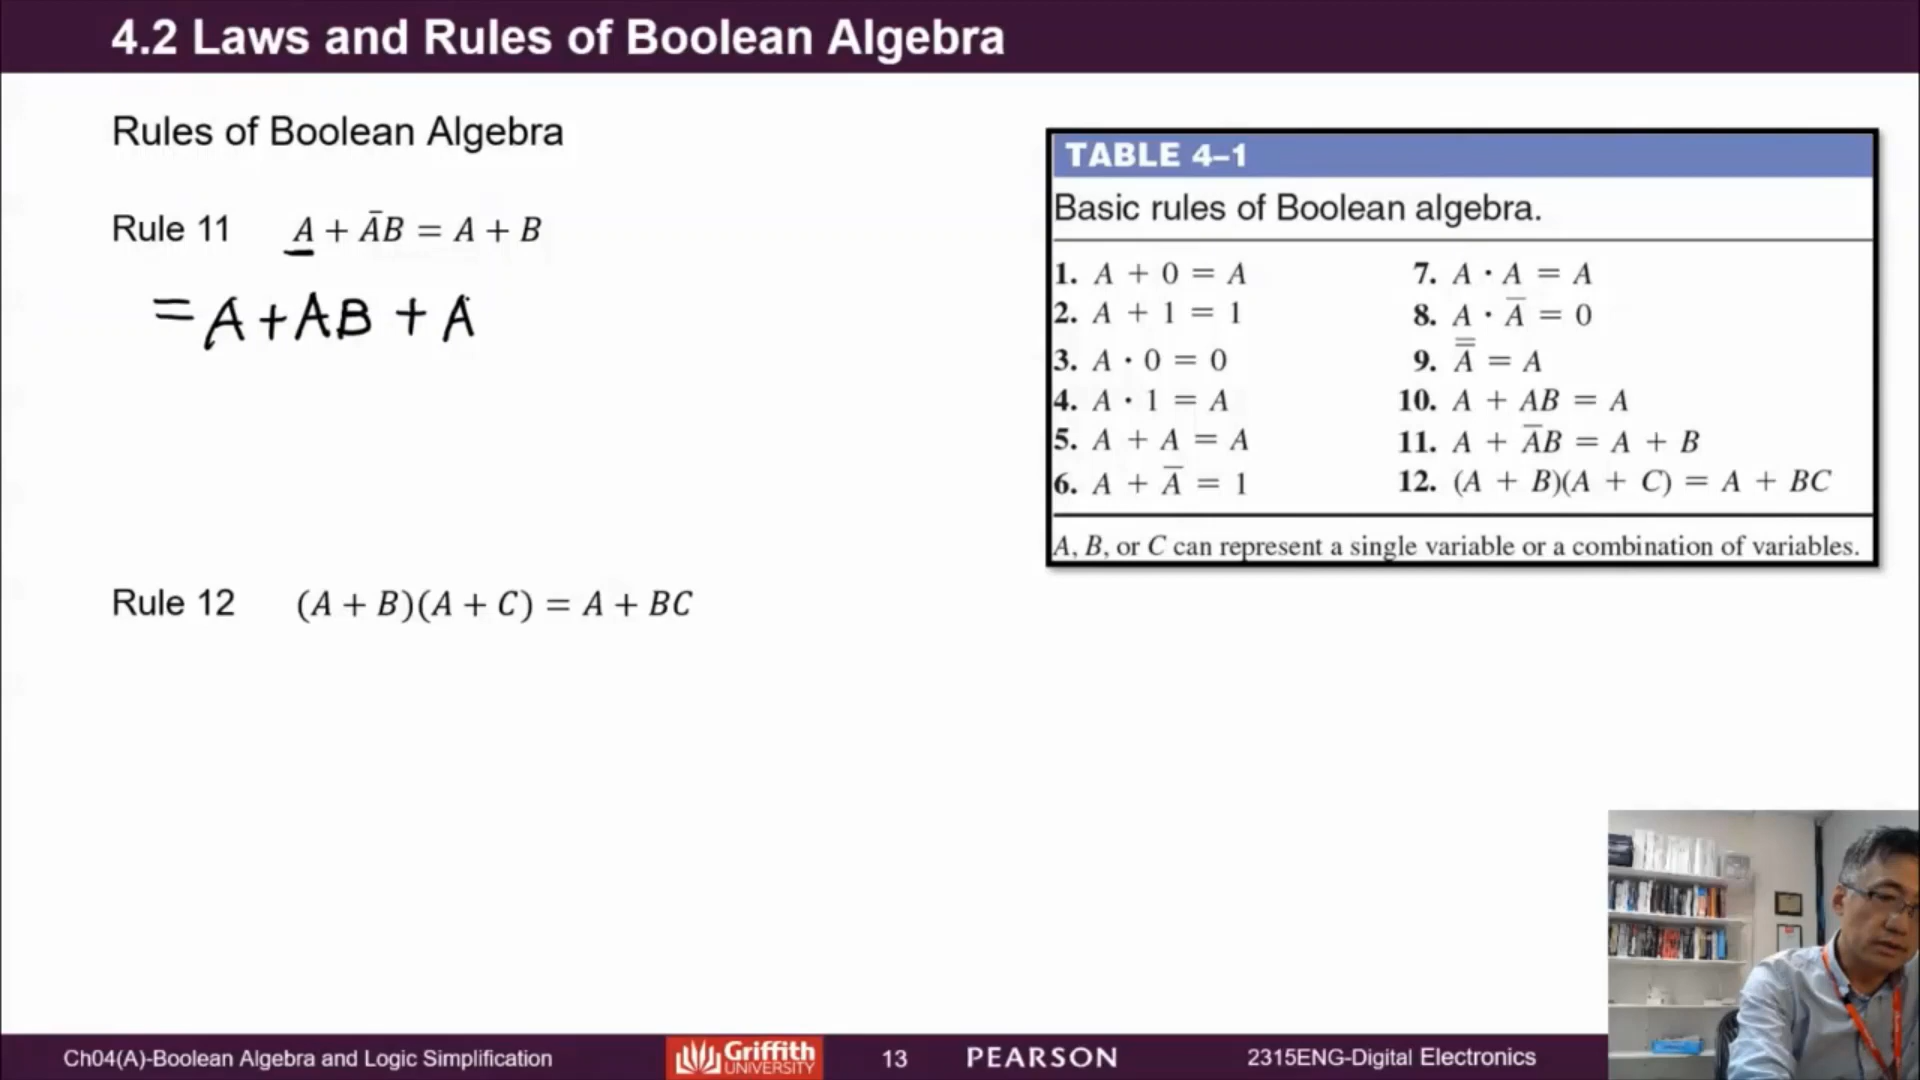 4.2 Laws and Rules of Boolean Algebra
Rules of Boolean Algebra
Rule 11 A + A̅B = A + B
= A + AB + A
Rule 12 (A + B)(A + C) = A + BC
TABLE 4–1
Basic rules of Boolean algebra.
1. A + 0 = A
2. A + 1 = 1
3. A · 0 = 0
4. A · 1 = A
5. A + A = A
6. A + A̅ = 1
7. A · A = A
8. A · A̅ = 0
9. A̿ = A
10. A + AB = A
11. A + A̅B = A + B
12. (A + B)(A + C) = A + BC
A, B, or C can represent a single variable or a combination of variables.
Ch04(A)-Boolean Algebra and Logic Simplification
Griffith
UNIVERSITY
13
PEARSON
2315ENG-Digital Electronics